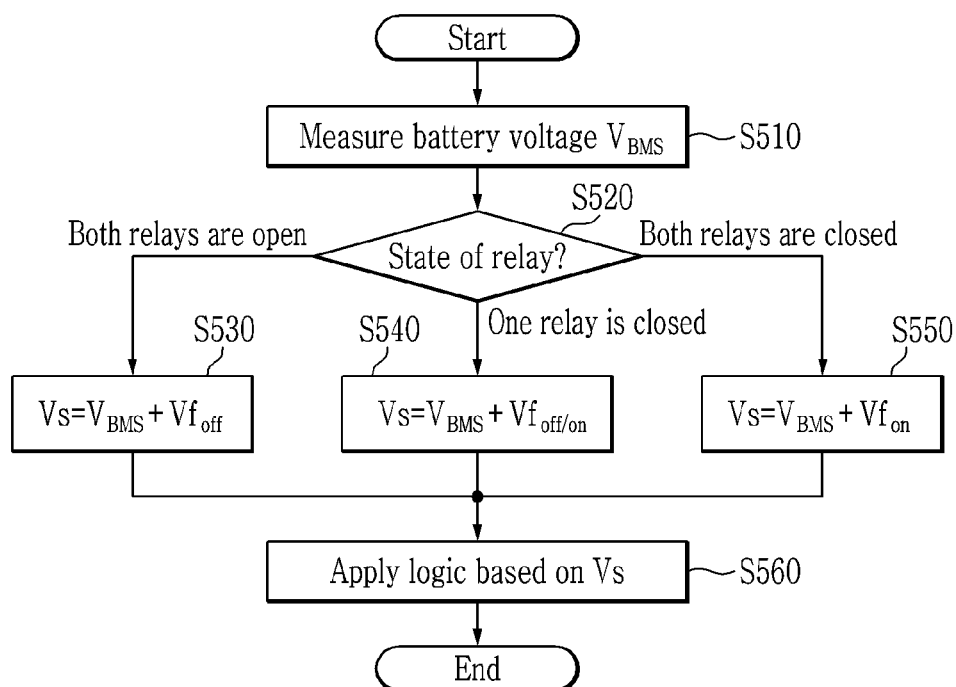 Start
Measure battery voltage V_BMS
S510
S520
Both relays are open
State of relay?
Both relays are closed
One relay is closed
S530
S540
S550
Vs=V_BMS + Vf_off
Vs=V_BMS + Vf_off/on
Vs=V_BMS + Vf_on
Apply logic based on Vs
S560
End